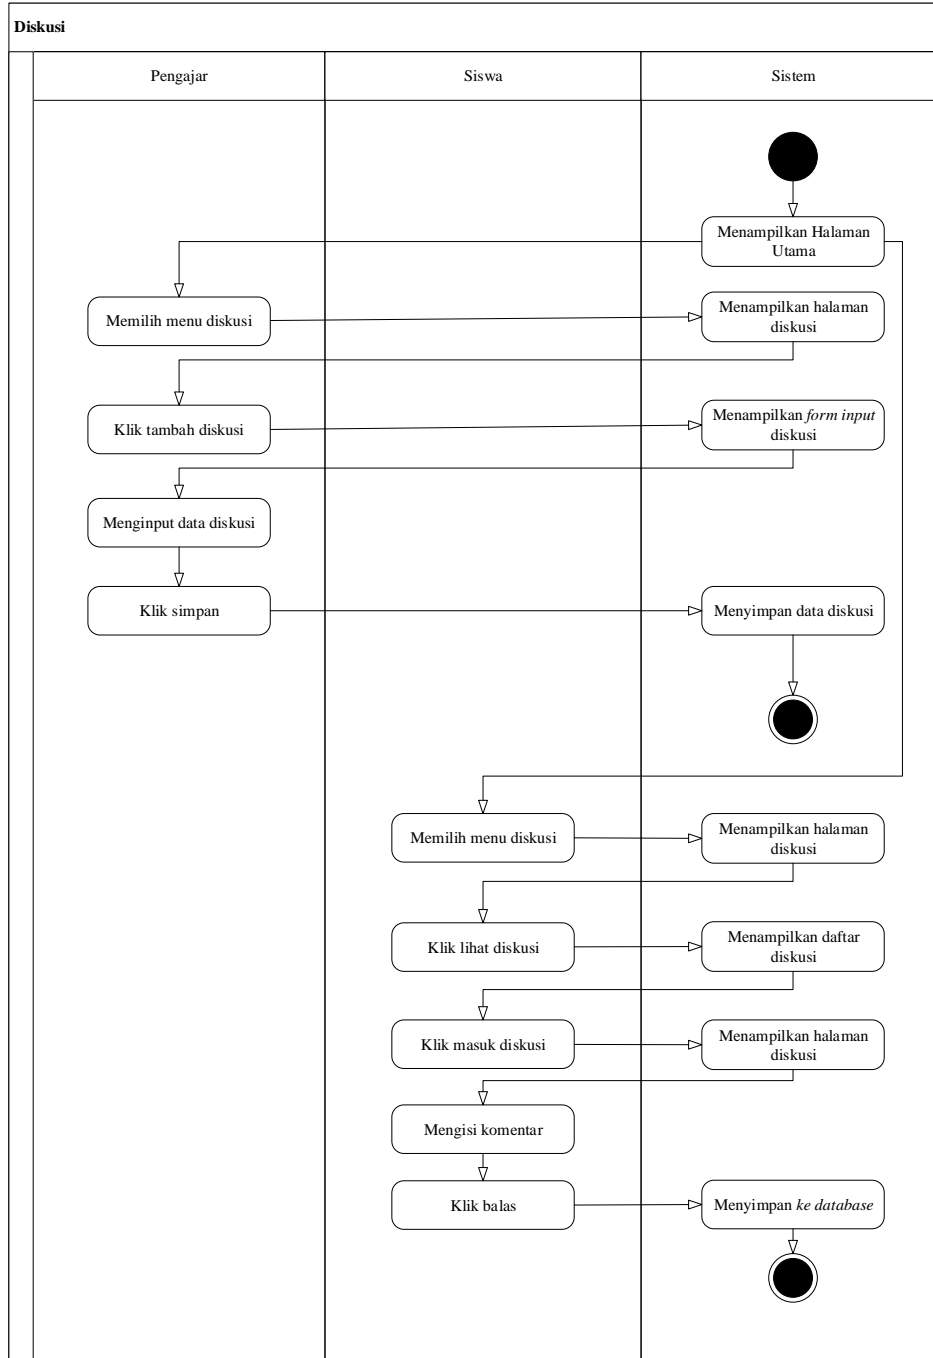 Diskusi
Pengajar
Siswa
Sistem
Menampilkan Halaman
Utama
Memilih menu diskusi
Menampilkan halaman
diskusi
Klik tambah diskusi
Menampilkan form input
diskusi
Menginput data diskusi
Klik simpan
Menyimpan data diskusi
Memilih menu diskusi
Menampilkan halaman
diskusi
Klik lihat diskusi
Menampilkan daftar
diskusi
Klik masuk diskusi
Menampilkan halaman
diskusi
Mengisi komentar
Klik balas
Menyimpan ke database